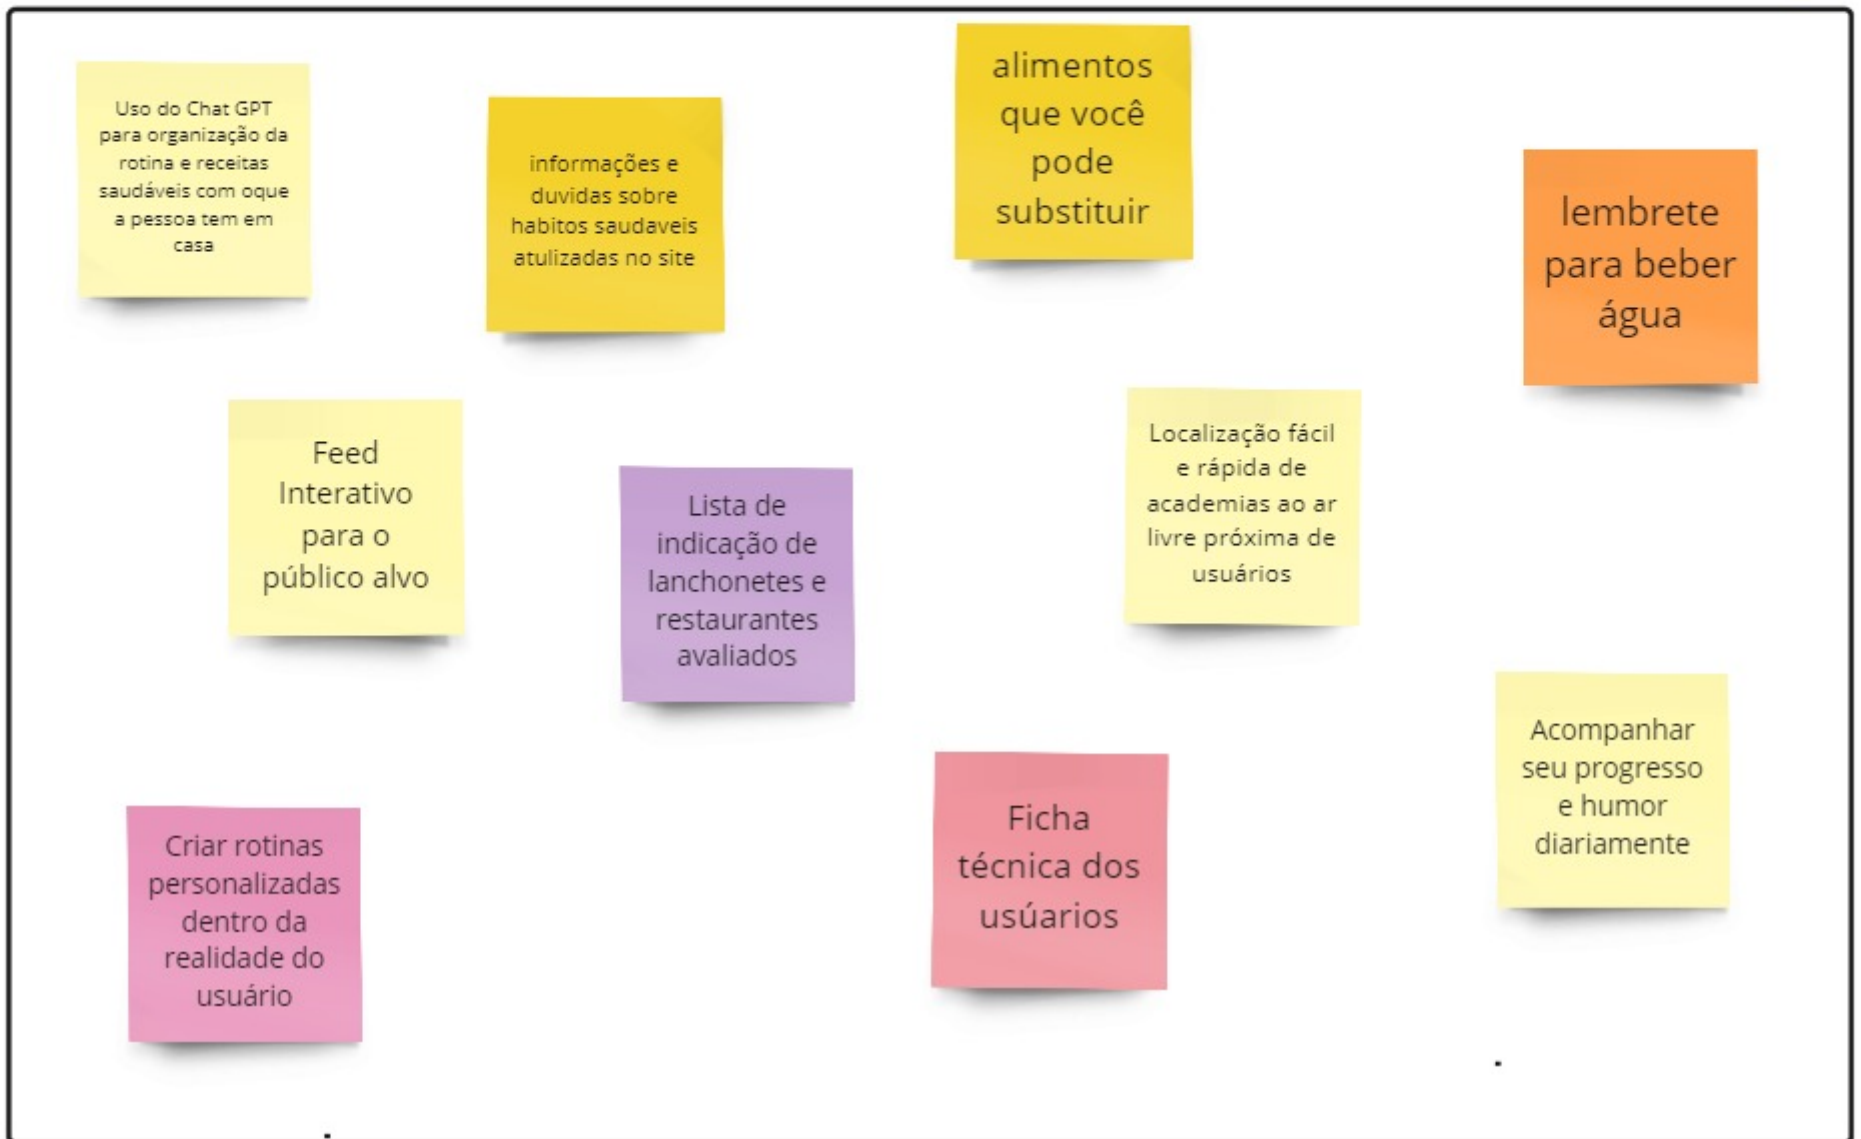 Uso do Chat GPT
para organização da
rotina e receitas
saudáveis com oque
a pessoa tem em
casa
informações e
duvidas sobre
habitos saudaveis
atulizadas no site
alimentos
que você
pode
substituir
lembrete
para beber
água
Feed
Interativo
para o
público alvo
Lista de
indicação de
lanchonetes e
restaurantes
avaliados
Localização fácil
e rápida de
academias ao ar
livre próxima de
usuários
Criar rotinas
personalizadas
dentro da
realidade do
usuário
Ficha
técnica dos
usúarios
Acompanhar
seu progresso
e humor
diariamente